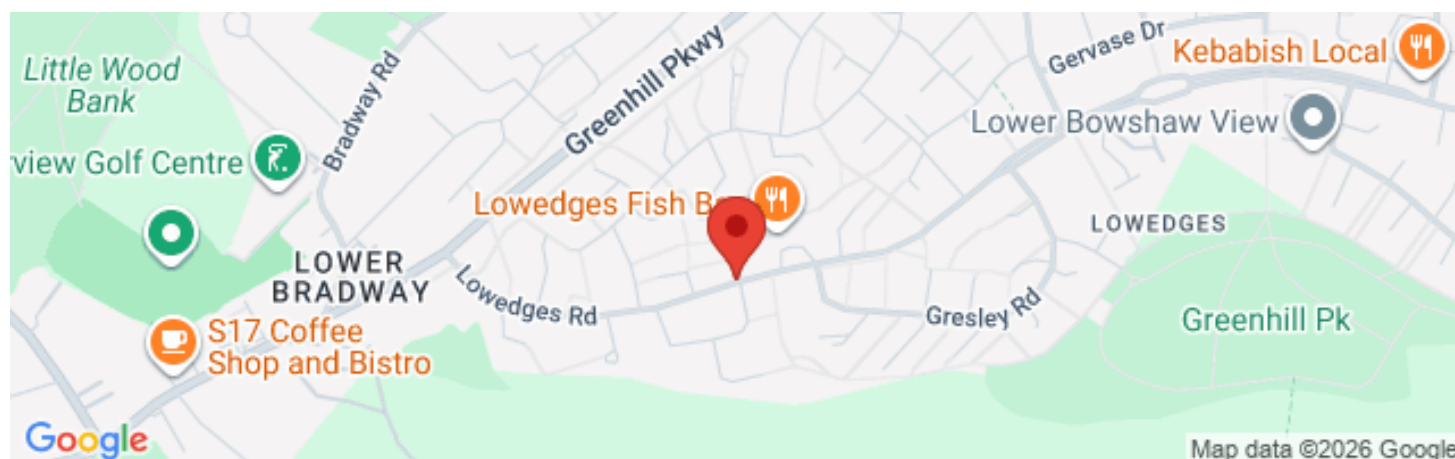 Little Wood
Bank
Bradway Rd
Greenhill Pkwy
Gervase Dr
Kebabish Local
rview Golf Centre
Lower Bowshaw View
Lowedges Fish
LOWER
BRADWAY
LOWEDGES
Lowedges Rd
Gresley Rd
Greenhill Pk
S17 Coffee
Shop and Bistro
Google
Map data ©2026 Google